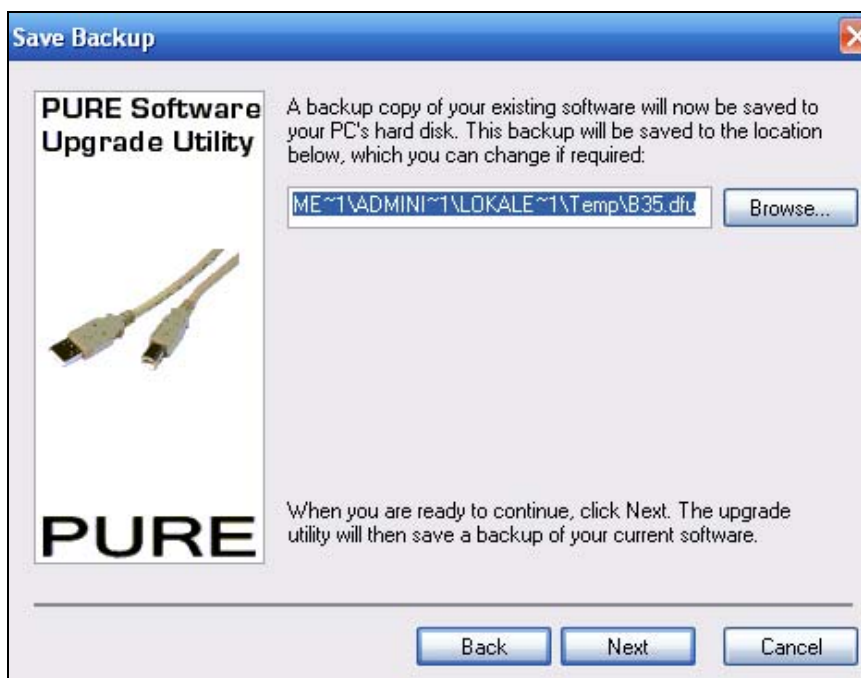 Save Backup
PURE Software
Upgrade Utility
A backup copy of your existing software will now be saved to
your PC's hard disk. This backup will be saved to the location
below, which you can change if required:
ME~1\ADMINI~1\LOKALE~1\Temp\B35.dfu
Browse...
PURE
When you are ready to continue, click Next. The upgrade
utility will then save a backup of your current software.
Back
Next
Cancel